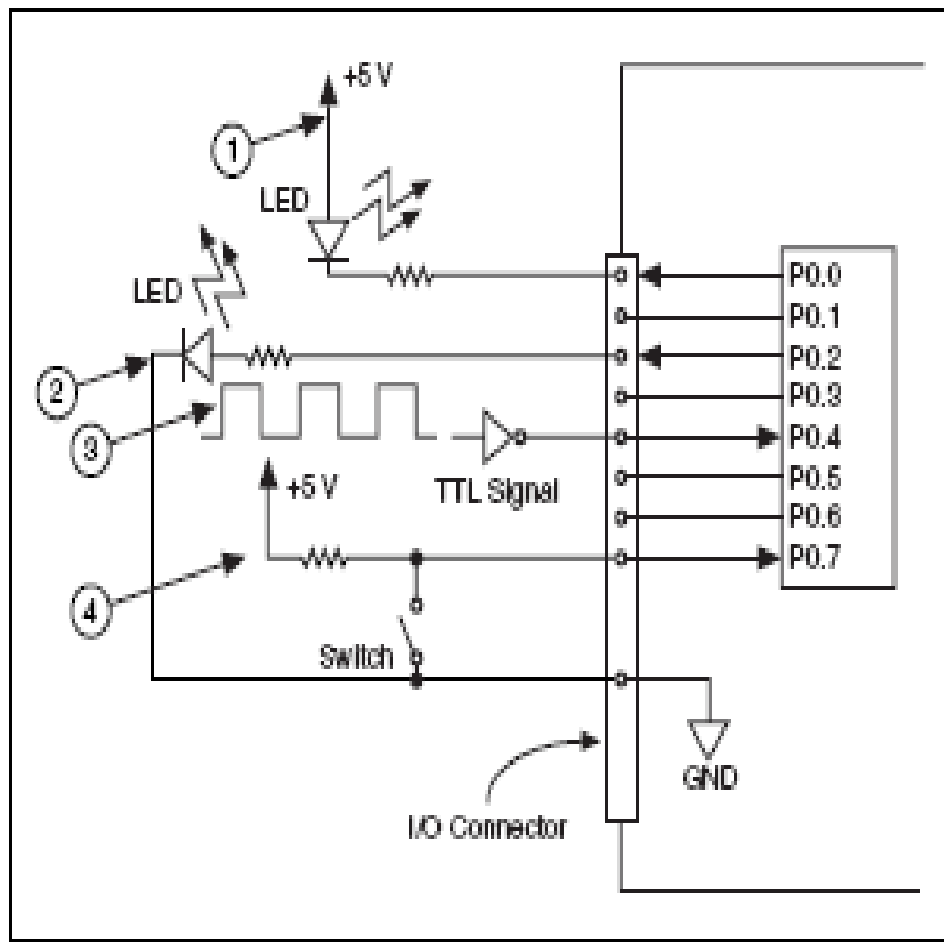 +5 V
1
LED
LED
P0.0
P0.1
2
P0.2
3
P0.3
P0.4
+5 V
TTL Signal
P0.5
P0.6
P0.7
4
Switch
GND
I/O Connector